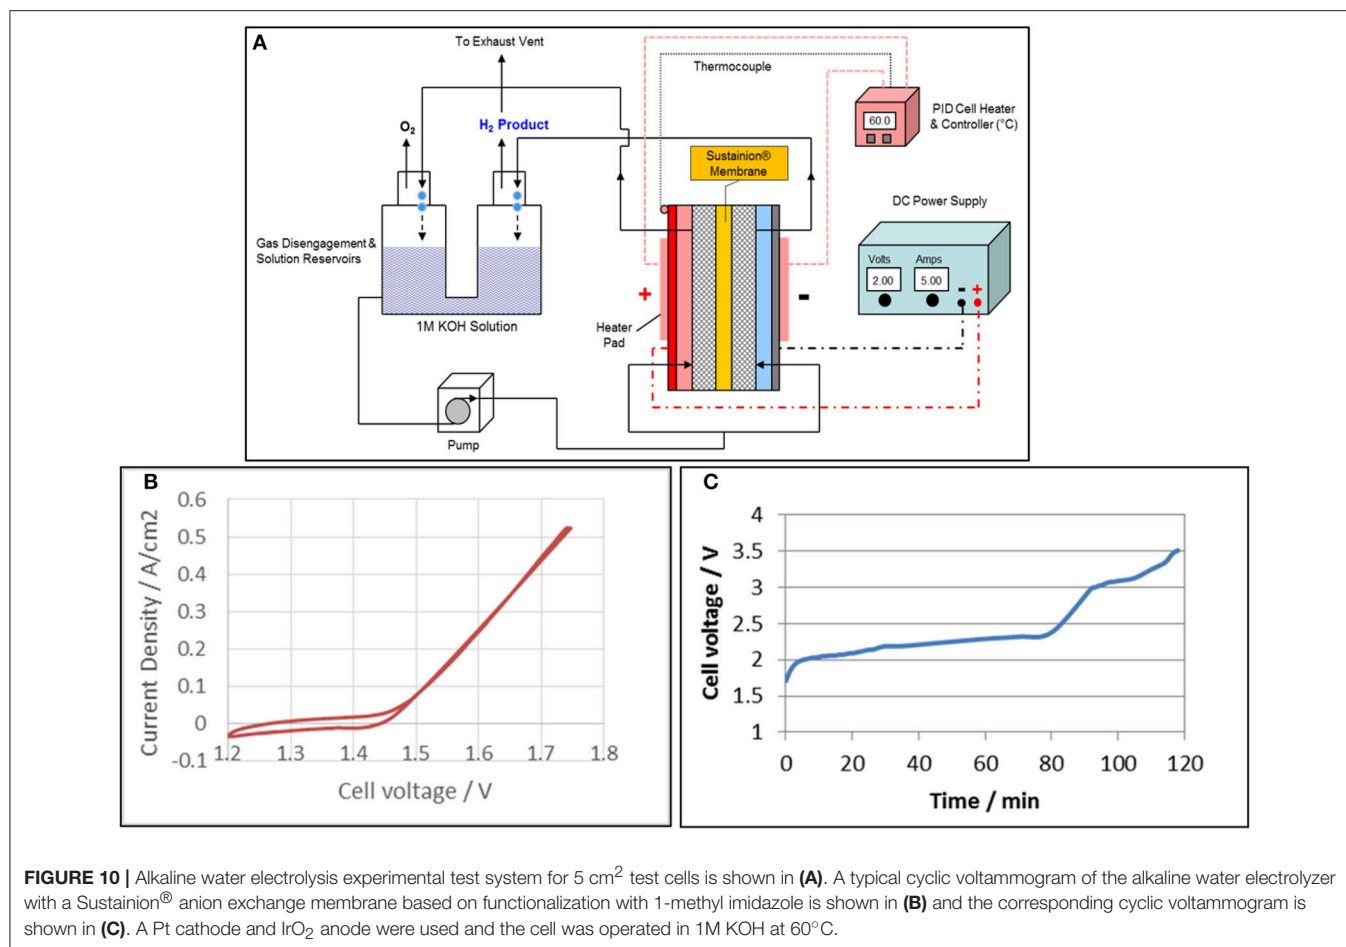 A
To Exhaust Vent
Thermocouple
O2
H2 Product
60.0
PID Cell Heater
& Controller (°C)
Sustainion®
Membrane
DC Power Supply
Gas Disengagement &
Solution Reservoirs
Volts
Amps
2.00
5.00
- +
+
-
1M KOH Solution
Heater
Pad
Pump
B
0.6
0.5
0.4
0.3
0.2
0.1
0
-0.1
1.2 1.3 1.4 1.5 1.6 1.7 1.8
Current Density / A/cm2
Cell voltage / V
C
4
3.5
3
2.5
2
1.5
1
0 20 40 60 80 100 120
Cell voltage / V
Time / min
FIGURE 10 | Alkaline water electrolysis experimental test system for 5 cm2 test cells is shown in (A). A typical cyclic voltammogram of the alkaline water electrolyzer
with a Sustainion® anion exchange membrane based on functionalization with 1-methyl imidazole is shown in (B) and the corresponding cyclic voltammogram is
shown in (C). A Pt cathode and IrO2 anode were used and the cell was operated in 1M KOH at 60°C.